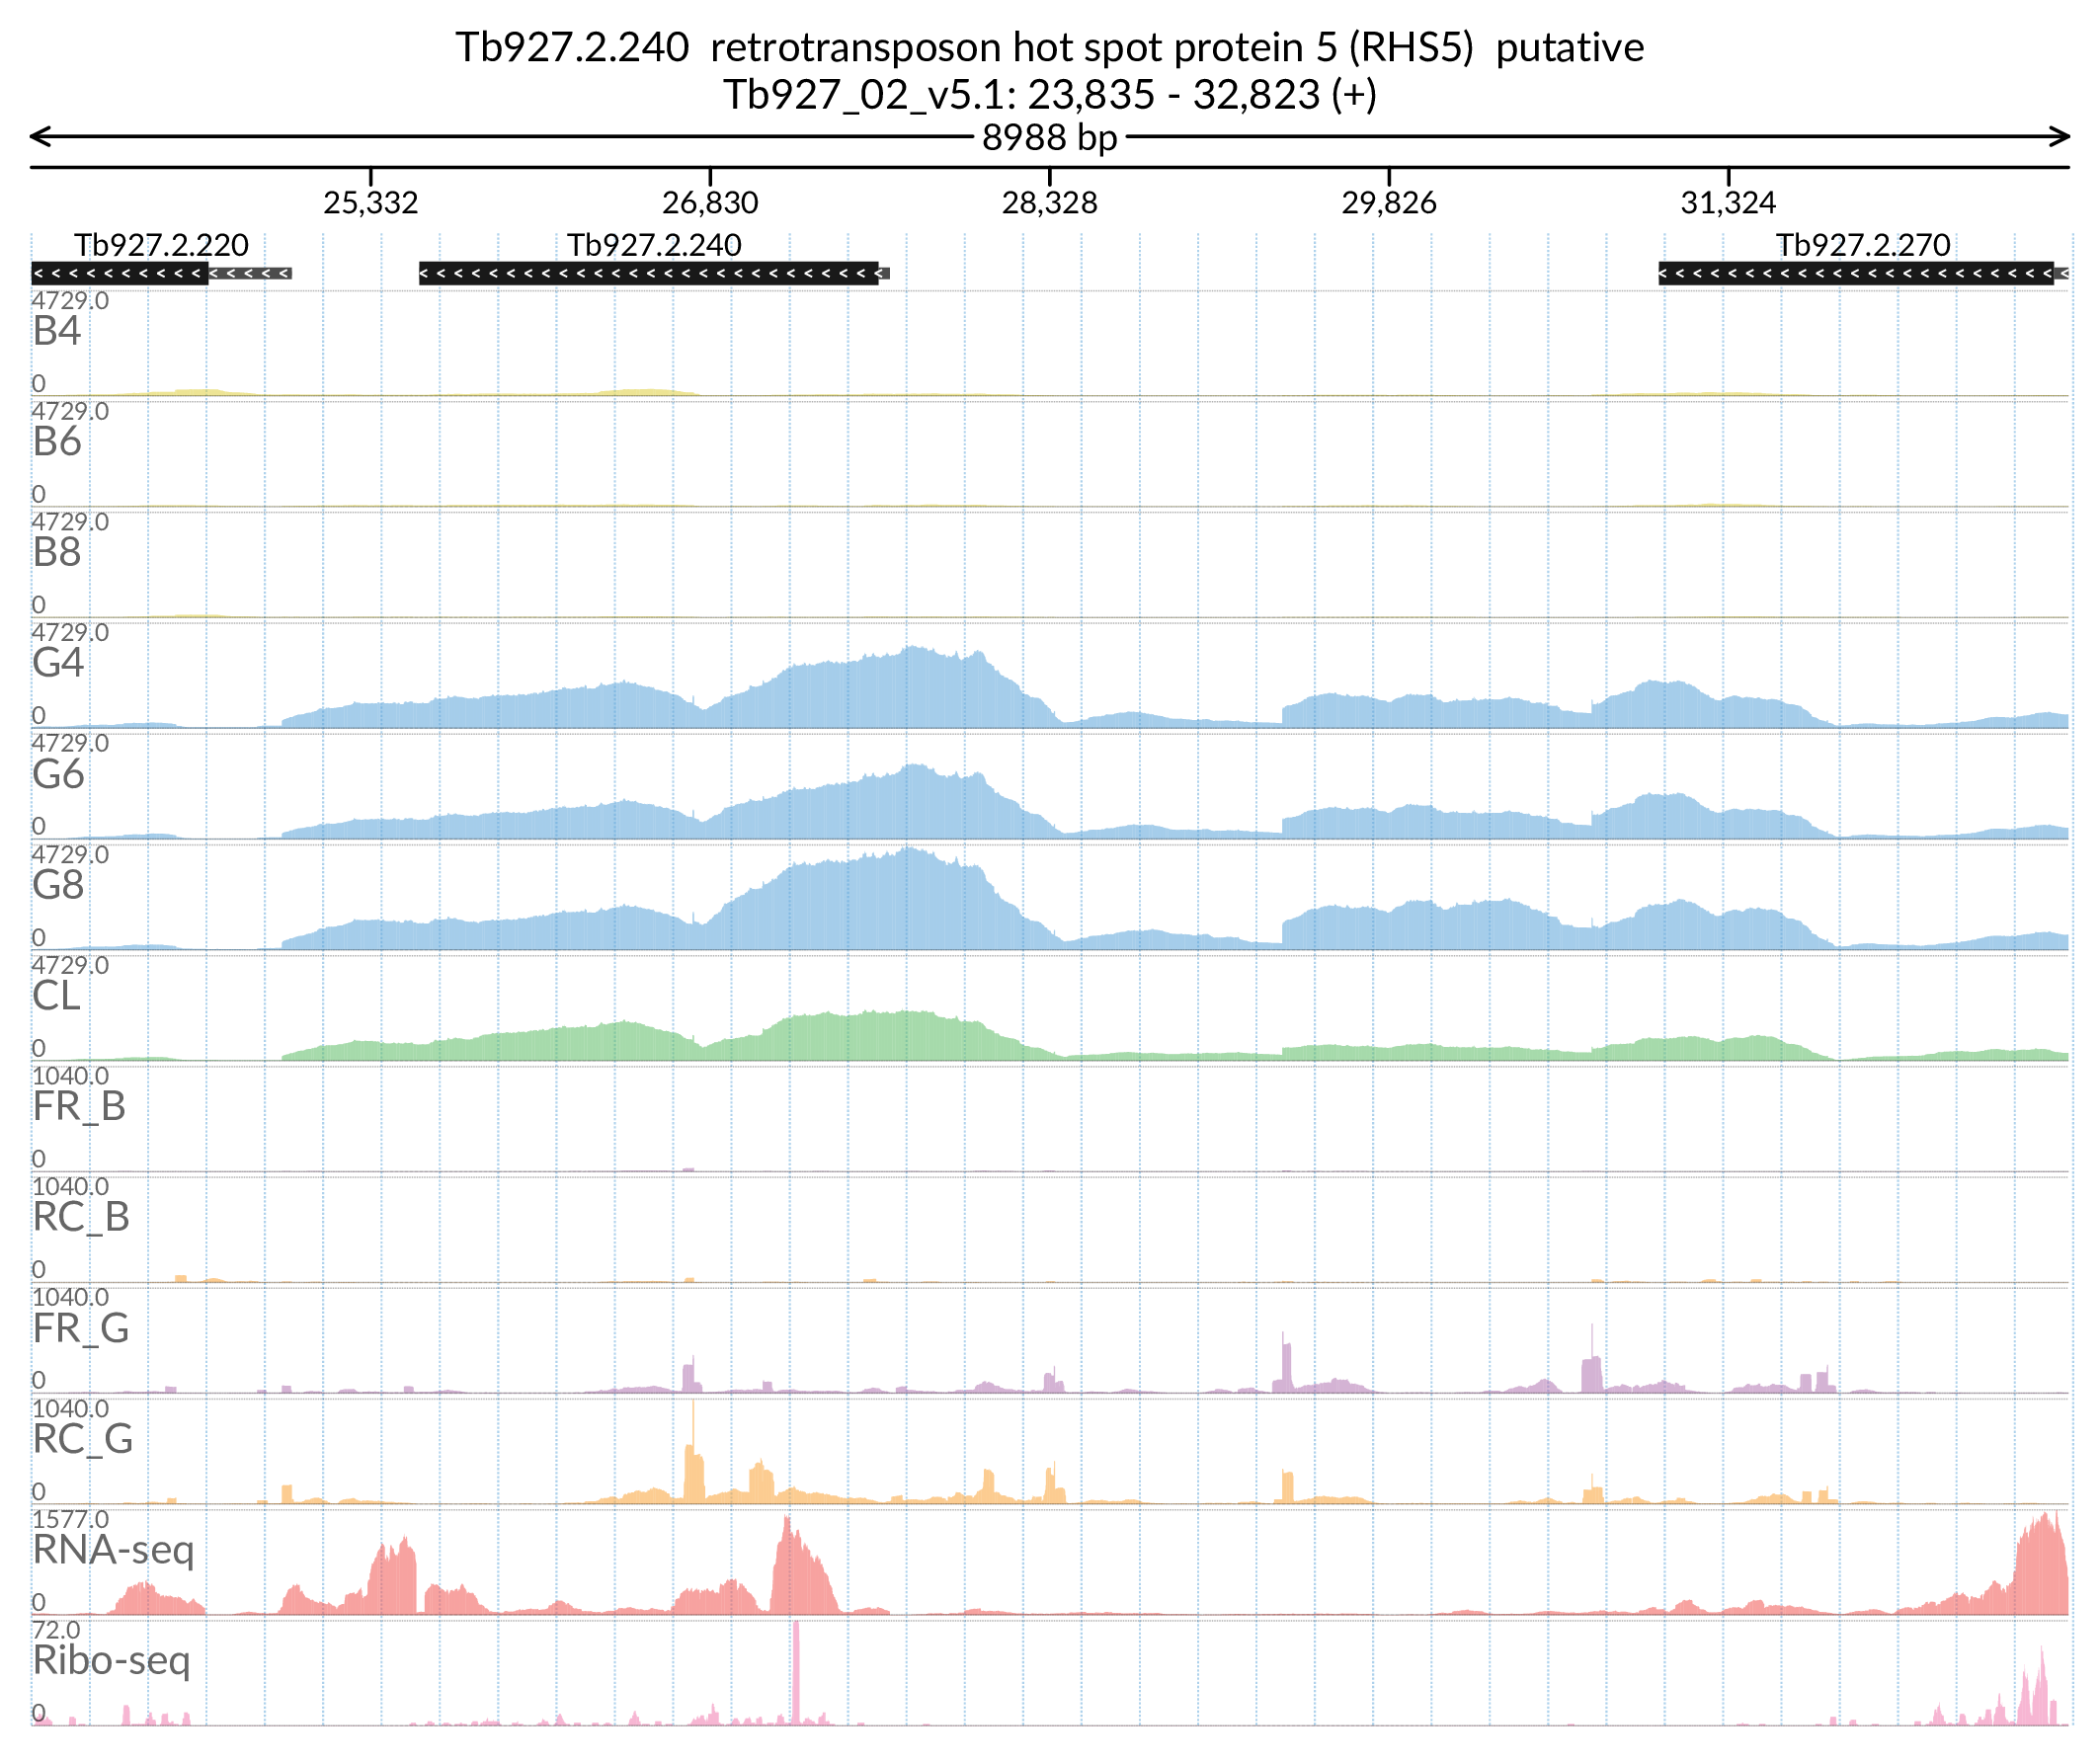 Tb927.2.240 retrotransposon hot spot protein 5 (RHS5) putative
Tb927_02_v5.1: 23,835 - 32,823 (+)
8988 bp
25,332 26,830 28,328 29,826 31,324
Tb927.2.220 Tb927.2.240 Tb927.2.270
4729.0
B4
0
4729.0
B6
0
4729.0
B8
0
4729.0
G4
0
4729.0
G6
0
4729.0
G8
0
4729.0
CL
0
1040.0
FR_B
0
1040.0
RC_B
0
1040.0
FR_G
0
1040.0
RC_G
0
1577.0
RNA-seq
0
72.0
Ribo-seq
0